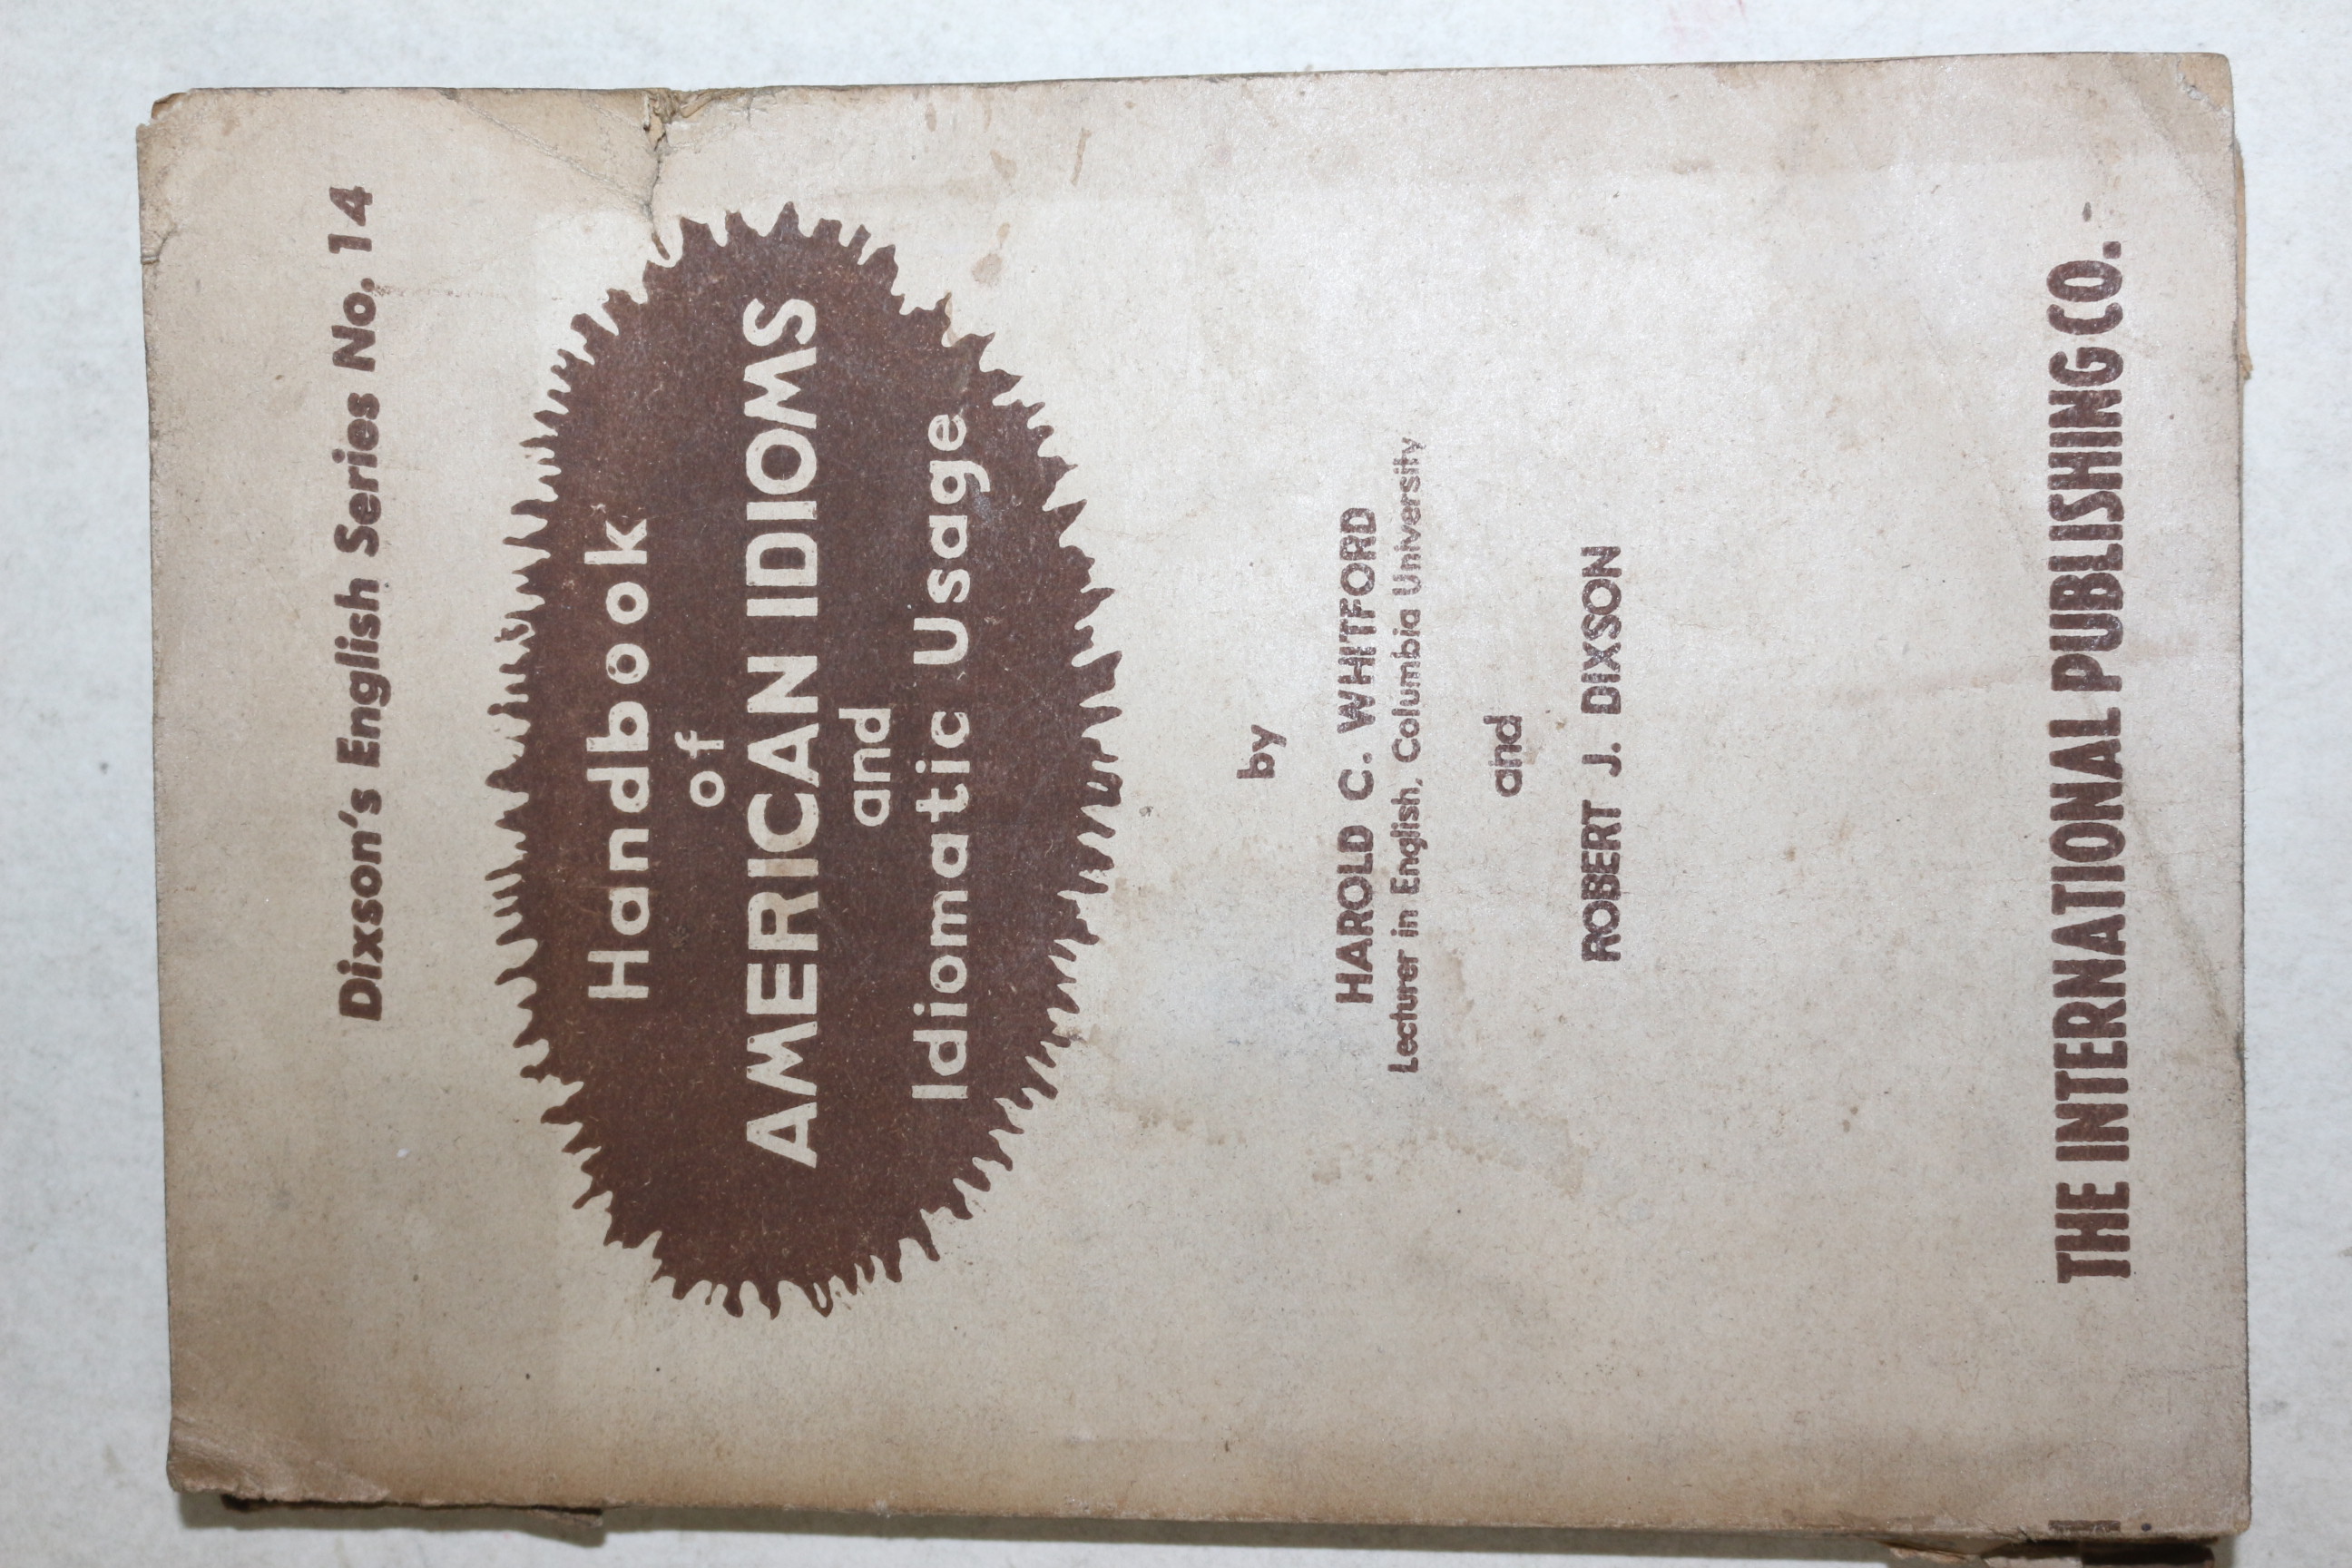 Dixson's English Series No. 14
Handbook
of
AMERICAN IDIOMS
and
Idiomatic Usage
by
HAROLD C. WHITFORD
Lecturer in English, Columbia University
and
ROBERT J. DIXSON
THE INTERNATIONAL PUBLISHING CO.